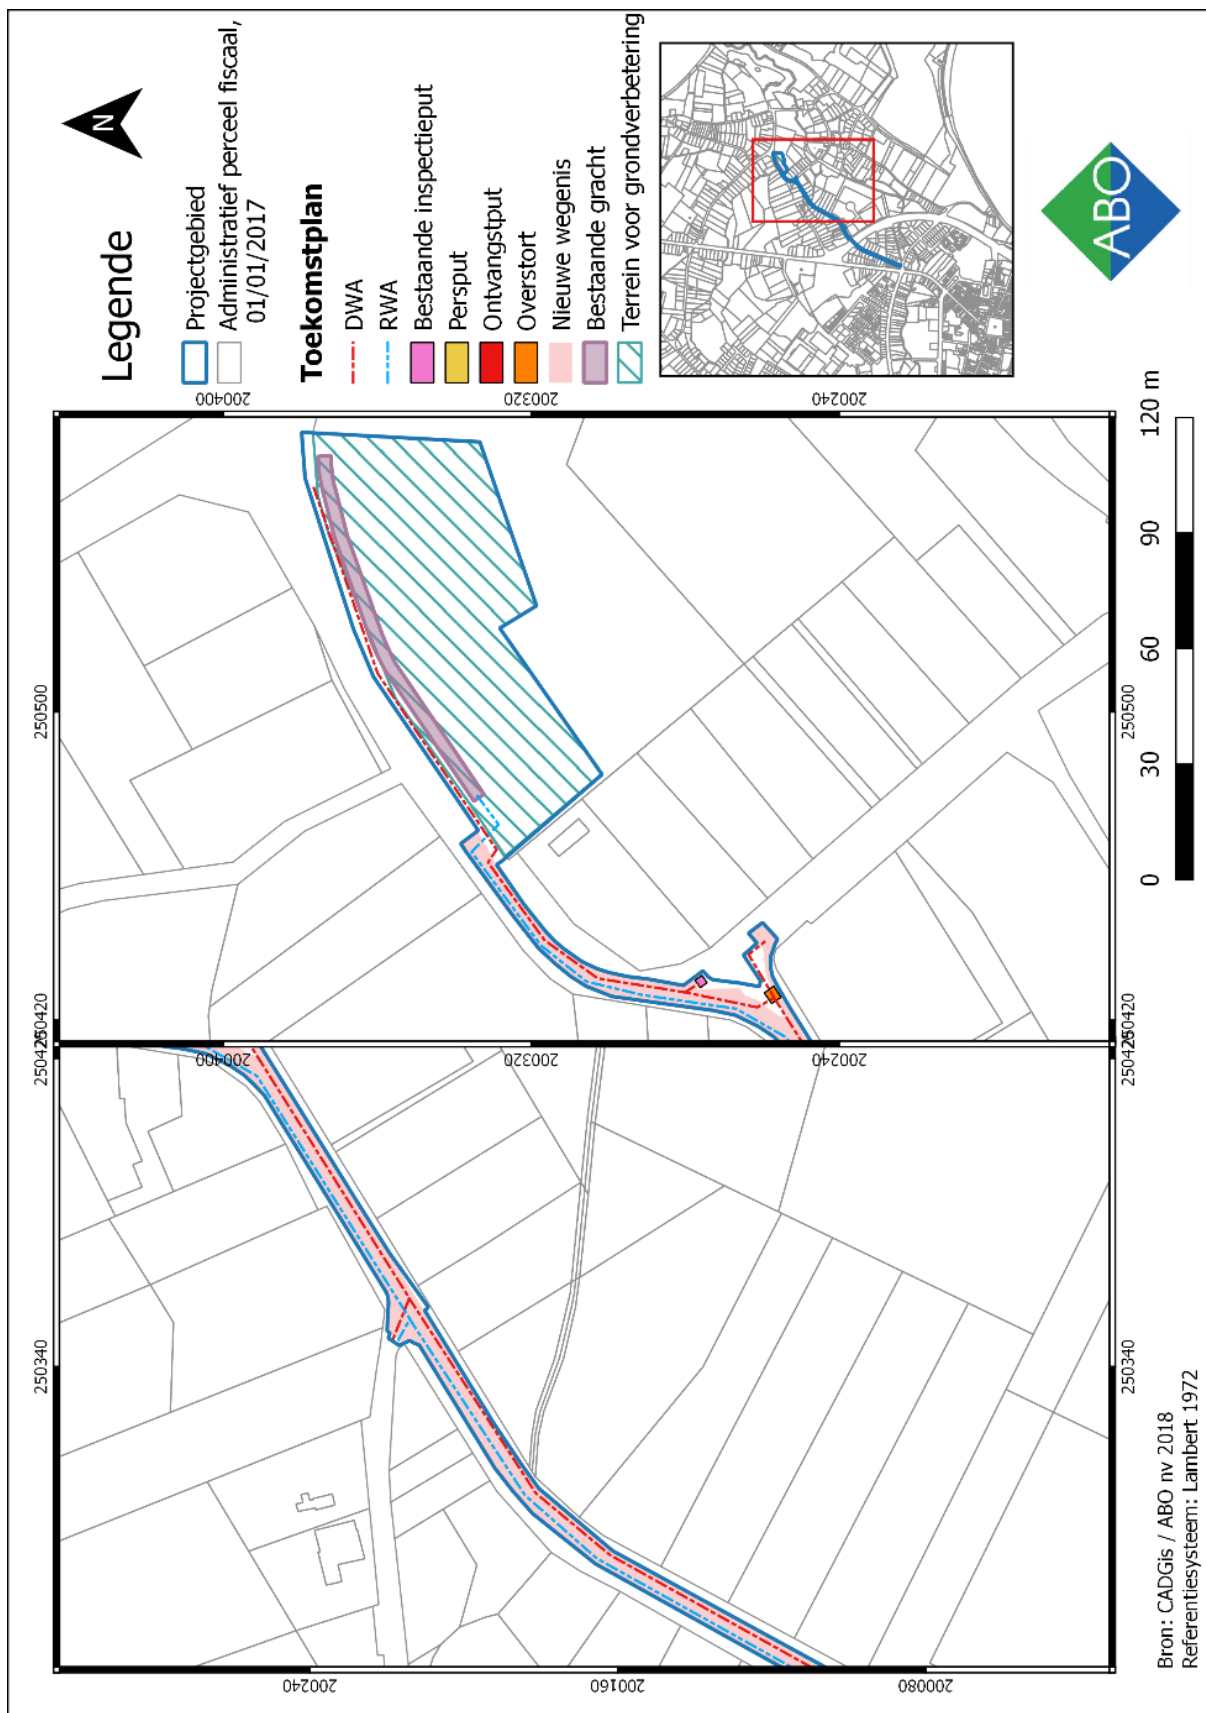 N
Legende
Projectgebied
Administratief perceel fiscaal,
01/01/2017
Toekomstplan
DWA
RWA
Bestaande inspectieput
Persput
Ontvangstput
Overstort
Nieuwe wegenis
Bestaande gracht
Terrein voor grondverbetering
ABO
200400
200320
200240
250500
250420
250500
250420
0
30
60
90
120 m
250420
250340
200400
200320
200240
250420
250340
200240
200160
200080
Bron: CADGis / ABO nv 2018
Referentiesysteem: Lambert 1972